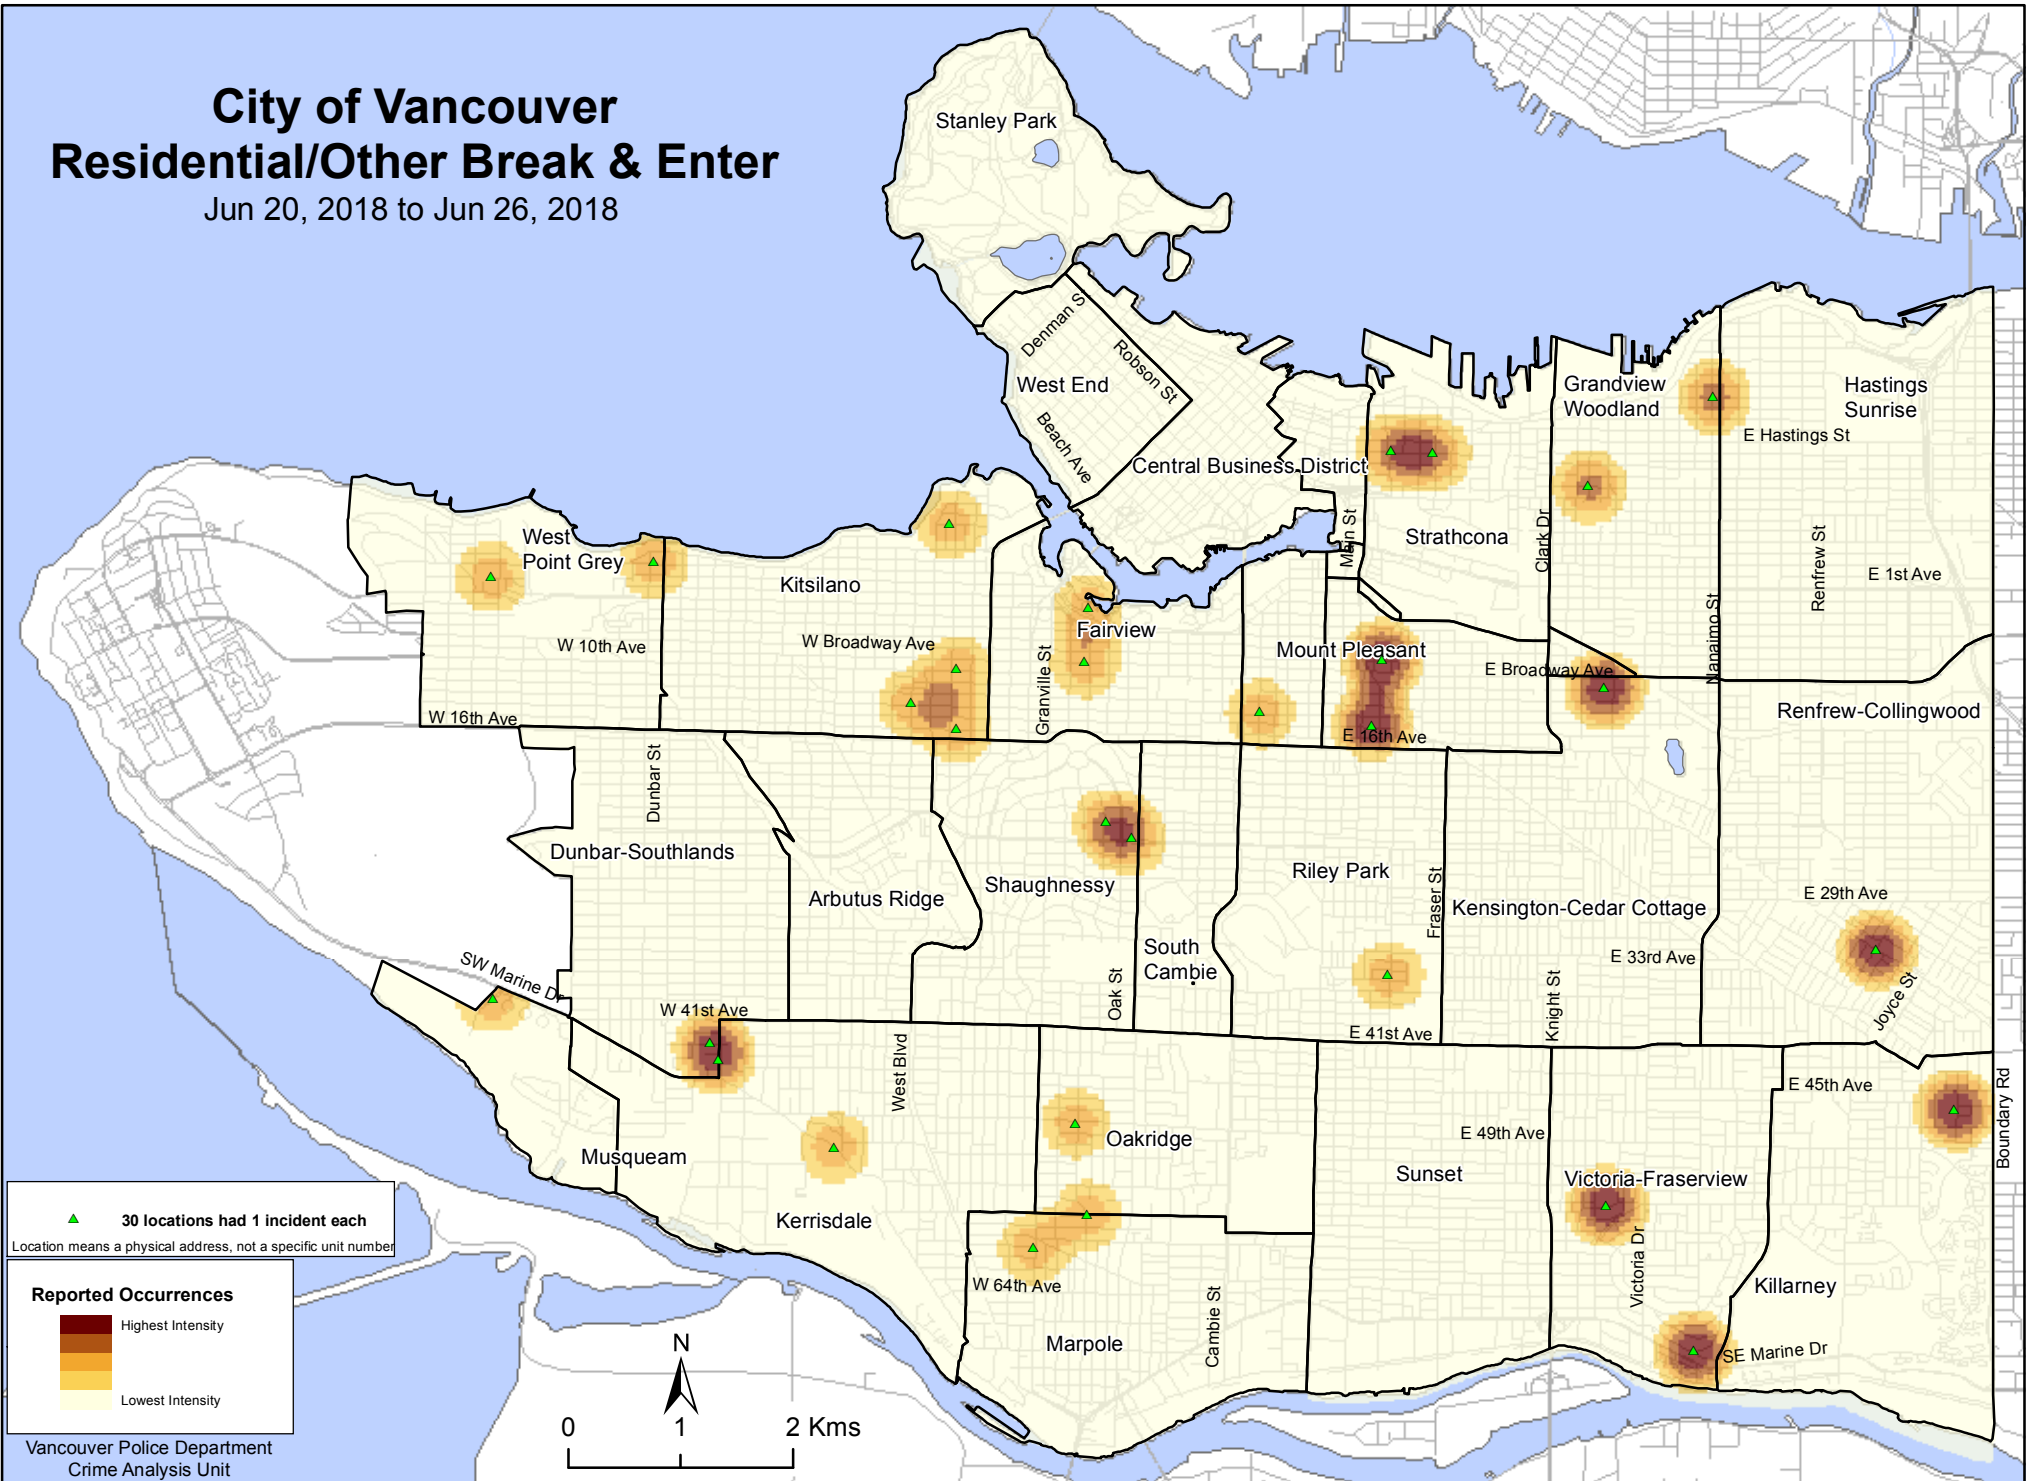 City of Vancouver
Residential/Other Break & Enter
Jun 20, 2018 to Jun 26, 2018
Stanley Park
Denman S
Robson St
West End
Beach Ave
Central Business District
Main St
Strathcona
Clark Dr
Grandview
Woodland
Hastings
Sunrise
E Hastings St
Renfrew St
E 1st Ave
Nanaimo St
West
Point Grey
Kitsilano
W 10th Ave
W Broadway Ave
W 16th Ave
Granville St
Fairview
Mount Pleasant
E Broadway Ave
E 16th Ave
Renfrew-Collingwood
Dunbar St
Dunbar-Southlands
Arbutus Ridge
Shaughnessy
Oak St
South
Cambie
Riley Park
Fraser St
Kensington-Cedar Cottage
E 29th Ave
E 33rd Ave
Knight St
Joyce St
SW Marine Dr
W 41st Ave
E 41st Ave
West Blvd
E 45th Ave
Boundary Rd
Oakridge
E 49th Ave
Sunset
Victoria-Fraserview
Victoria Dr
Musqueam
Kerrisdale
W 64th Ave
Marpole
Cambie St
Killarney
SE Marine Dr
30 locations had 1 incident each
Location means a physical address, not a specific unit number
Reported Occurrences
Highest Intensity
Lowest Intensity
Vancouver Police Department
Crime Analysis Unit
N
0 1 2 Kms